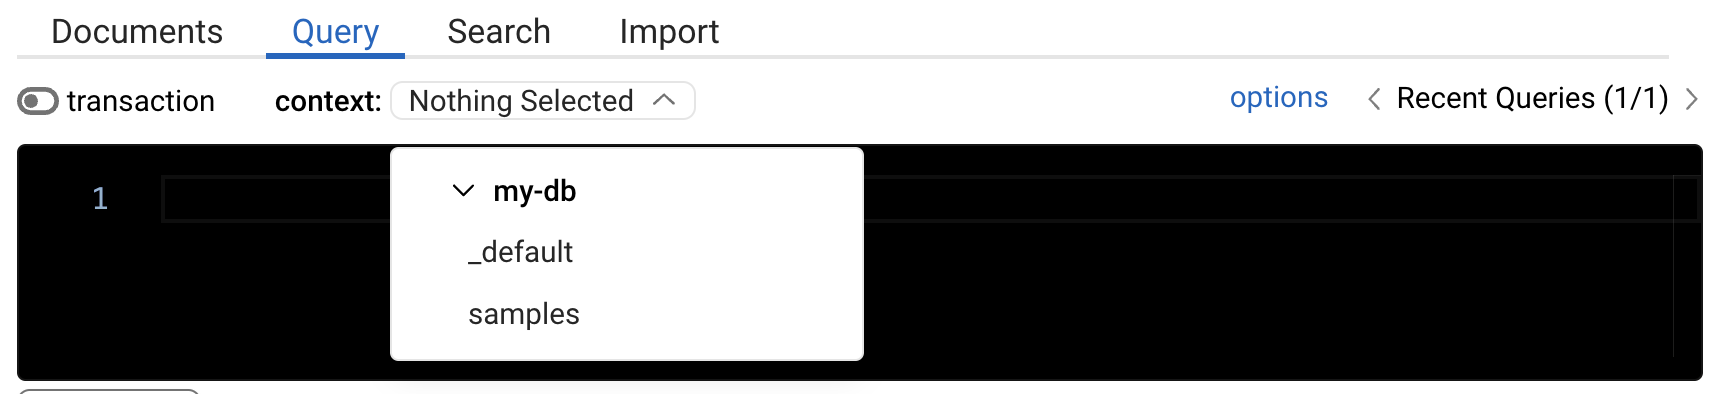 Documents Query Search Import
transaction context: Nothing Selected options Recent Queries (1/1)
1
my-db
_default
samples